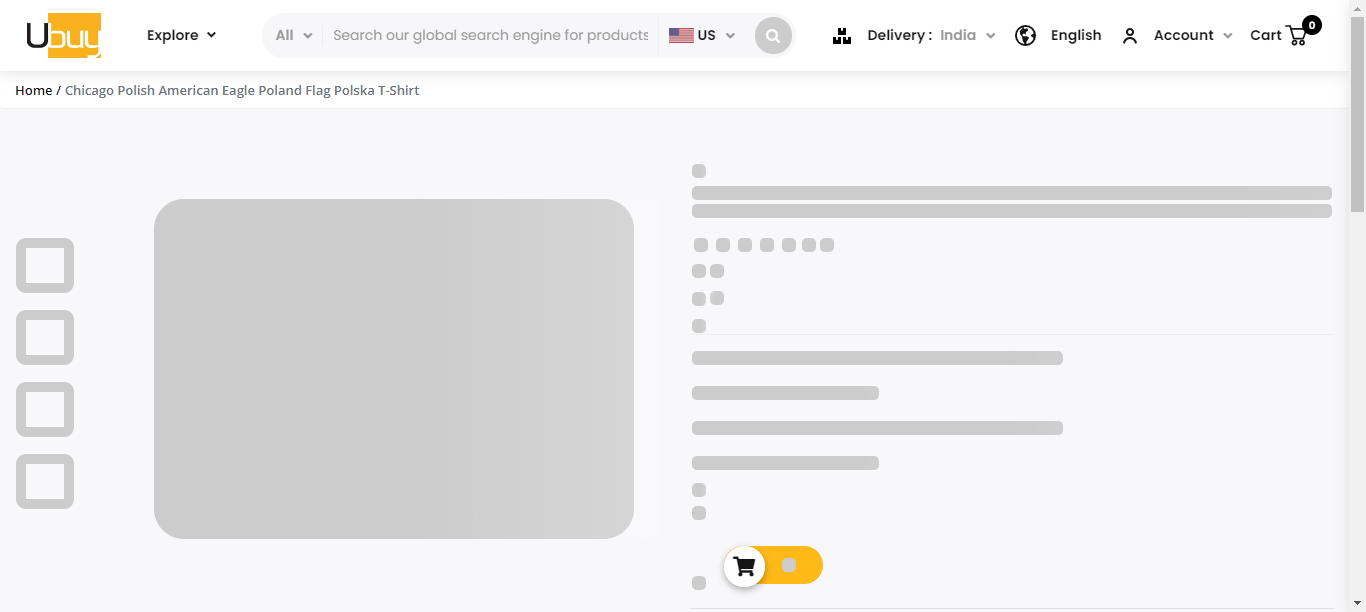 Ubuy
Explore
All
Search our global search engine for products
US
Delivery : India
English
Account
Cart
0
Home / Chicago Polish American Eagle Poland Flag Polska T-Shirt